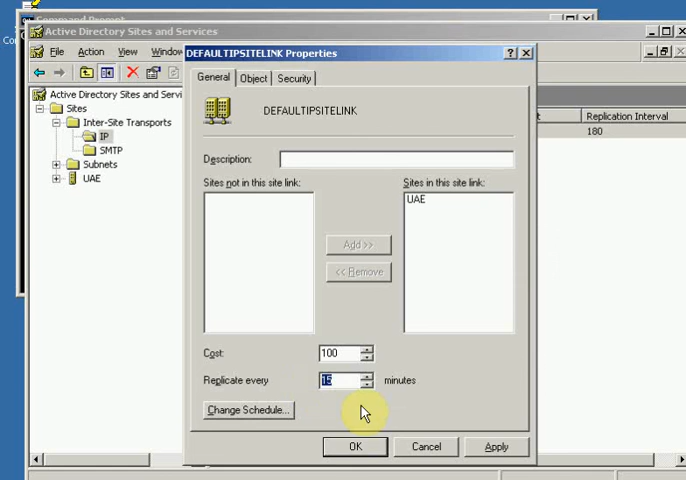 Command Prompt
Co
Active Directory Sites and Services
File Action View Window
DEFAULTIPSITELINK Properties
General Object Security
Active Directory Sites and Servi
Sites
Inter-Site Transports
IP
SMTP
Subnets
UAE
t Replication Interval
180
DEFAULTIPSITELINK
Description:
Sites not in this site link:
Sites in this site link:
UAE
Add >>
<< Remove
Cost: 100
Replicate every 15 minutes
Change Schedule...
OK Cancel Apply